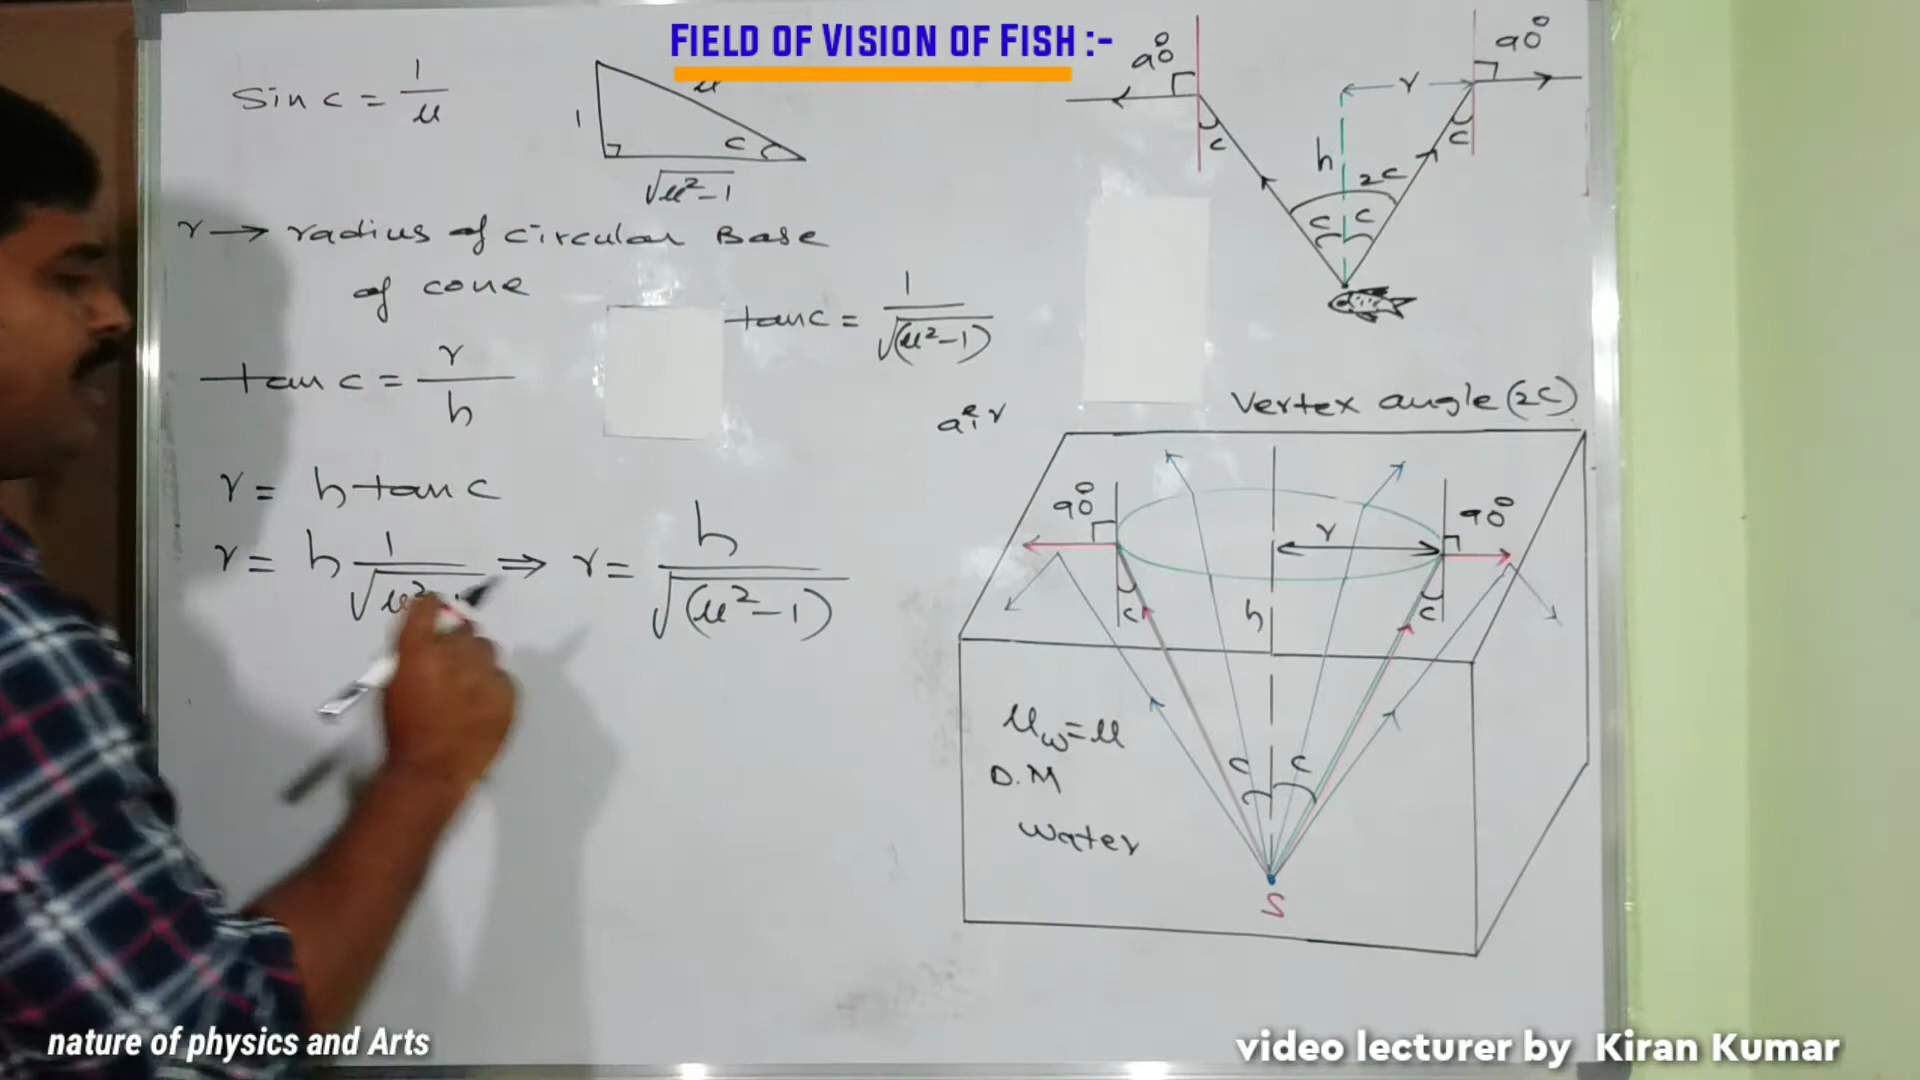 FIELD OF VISION OF FISH :-
Sin c = 1/μ
μ
1
c
√μ²-1
r → radius of circular Base
of cone
tan c = 1/√(μ²-1)
tan c = r/h
r = h tan c
r = h 1/√μ² ⇒ r = h/√(μ²-1)
90°
90°
r
c
c
h
2c
c c
Vertex angle (2c)
air
90°
90°
r
c
c
h
μw=μ
D.M
water
c c
S
nature of physics and Arts
video lecturer by Kiran Kumar